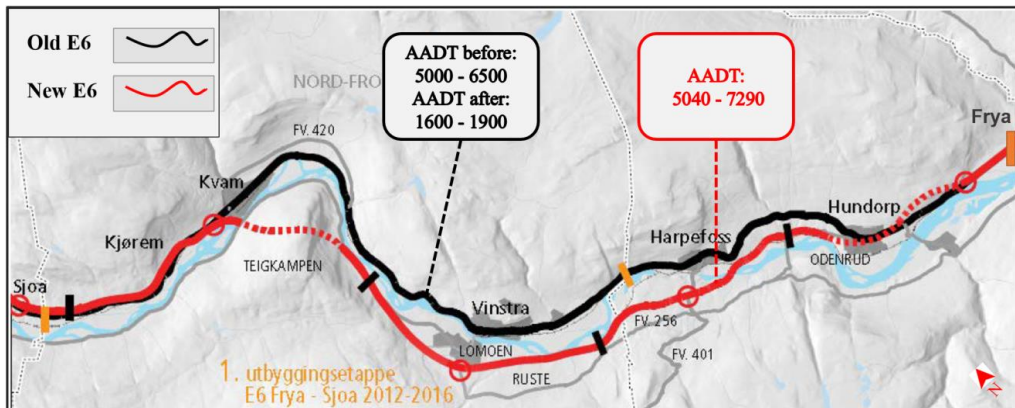 Old E6
New E6
AADT before:
5000 - 6500
AADT after:
1600 - 1900
AADT:
5040 - 7290
NORD-FRO
FV. 420
Frya
Kvam
Hundorp
Kjørem
Harpefoss
TEIGKAMPEN
ODENRUD
Sjoa
Vinstra
FV. 256
LOMOEN
FV. 401
RUSTE
1. utbyggingsetappe
E6 Frya - Sjoa 2012-2016
N